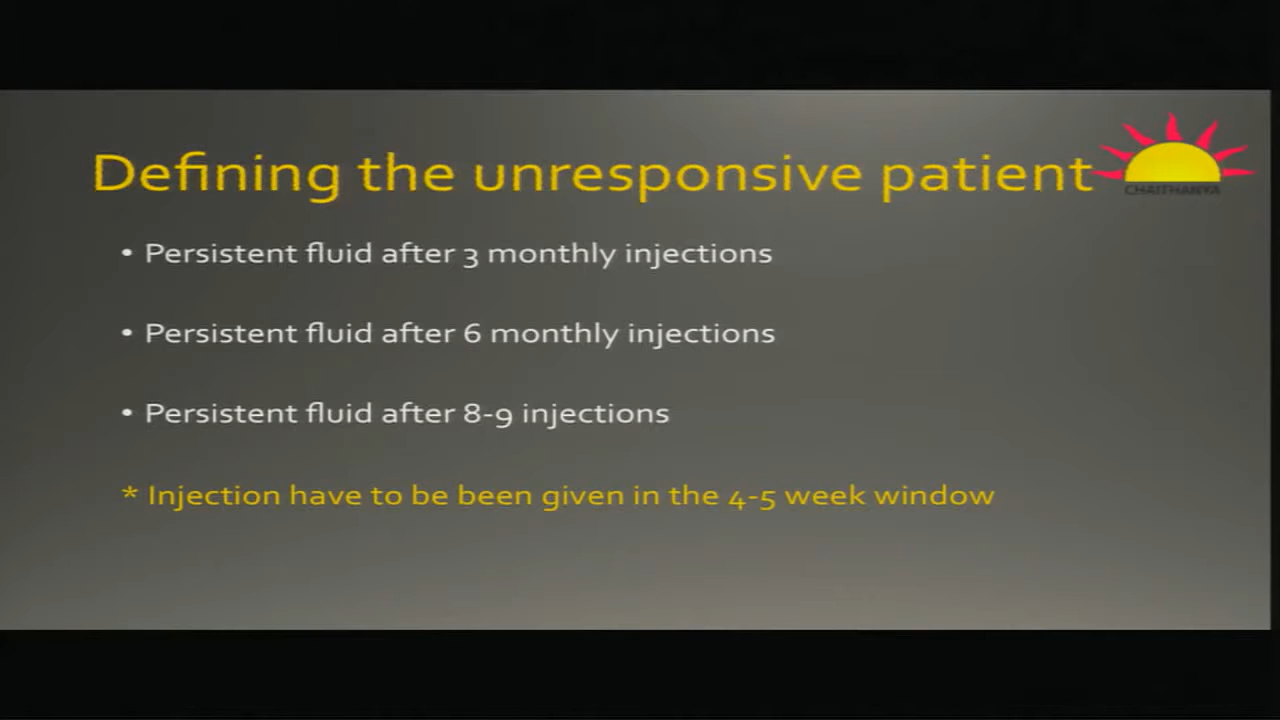 Defining the unresponsive patient
CHAITHANYA
• Persistent fluid after 3 monthly injections
• Persistent fluid after 6 monthly injections
• Persistent fluid after 8-9 injections
* Injection have to be been given in the 4-5 week window